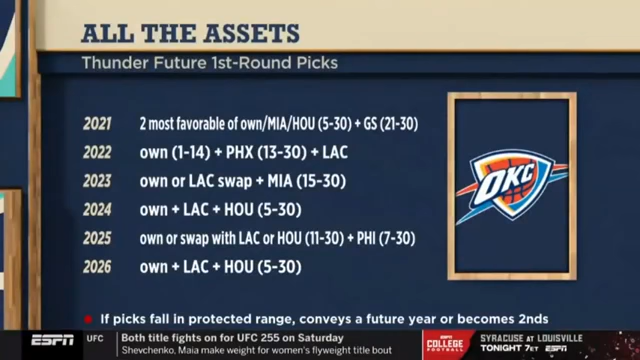 ALL THE ASSETS
Thunder Future 1st-Round Picks
2021 2 most favorable of own/MIA/HOU (5-30) + GS (21-30)
2022 own (1-14) + PHX (13-30) + LAC
2023 own or LAC swap + MIA (15-30)
2024 own + LAC + HOU (5-30)
2025 own or swap with LAC or HOU (11-30) + PHI (7-30)
2026 own + LAC + HOU (5-30)
OKC
If picks fall in protected range, conveys a future year or becomes 2nds
ESPN UFC Both title fights on for UFC 255 on Saturday
Shevchenko, Maia make weight for women's flyweight title bout
ESPN COLLEGE FOOTBALL SYRACUSE AT LOUISVILLE
TONIGHT 7ET ESPN